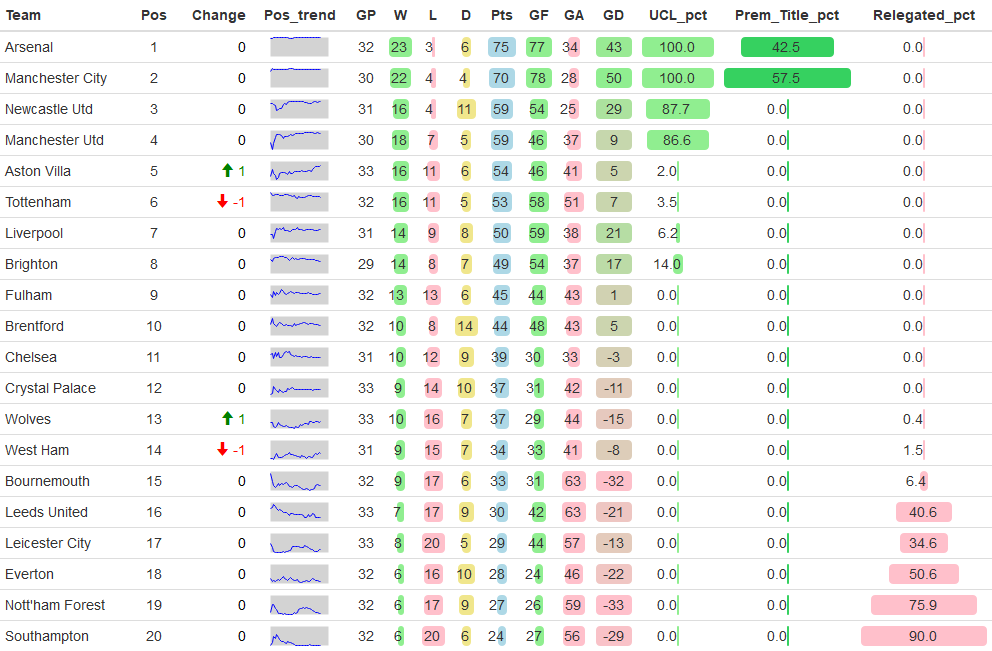 Team Pos Change Pos_trend GP W L D Pts GF GA GD UCL_pct Prem_Title_pct Relegated_pct
Arsenal 1 0 32 23 3 6 75 77 34 43 100.0 42.5 0.0
Manchester City 2 0 30 22 4 4 70 78 28 50 100.0 57.5 0.0
Newcastle Utd 3 0 31 16 4 11 59 54 25 29 87.7 0.0 0.0
Manchester Utd 4 0 30 18 7 5 59 46 37 9 86.6 0.0 0.0
Aston Villa 5 1 33 16 11 6 54 46 41 5 2.0 0.0 0.0
Tottenham 6 -1 32 16 11 5 53 58 51 7 3.5 0.0 0.0
Liverpool 7 0 31 14 9 8 50 59 38 21 6.2 0.0 0.0
Brighton 8 0 29 14 8 7 49 54 37 17 14.0 0.0 0.0
Fulham 9 0 32 13 13 6 45 44 43 1 0.0 0.0 0.0
Brentford 10 0 32 10 8 14 44 48 43 5 0.0 0.0 0.0
Chelsea 11 0 31 10 12 9 39 30 33 -3 0.0 0.0 0.0
Crystal Palace 12 0 33 9 14 10 37 31 42 -11 0.0 0.0 0.0
Wolves 13 1 33 10 16 7 37 29 44 -15 0.0 0.0 0.4
West Ham 14 -1 31 9 15 7 34 33 41 -8 0.0 0.0 1.5
Bournemouth 15 0 32 9 17 6 33 31 63 -32 0.0 0.0 6.4
Leeds United 16 0 33 7 17 9 30 42 63 -21 0.0 0.0 40.6
Leicester City 17 0 33 8 20 5 29 44 57 -13 0.0 0.0 34.6
Everton 18 0 32 6 16 10 28 24 46 -22 0.0 0.0 50.6
Nott'ham Forest 19 0 32 6 17 9 27 26 59 -33 0.0 0.0 75.9
Southampton 20 0 32 6 20 6 24 27 56 -29 0.0 0.0 90.0